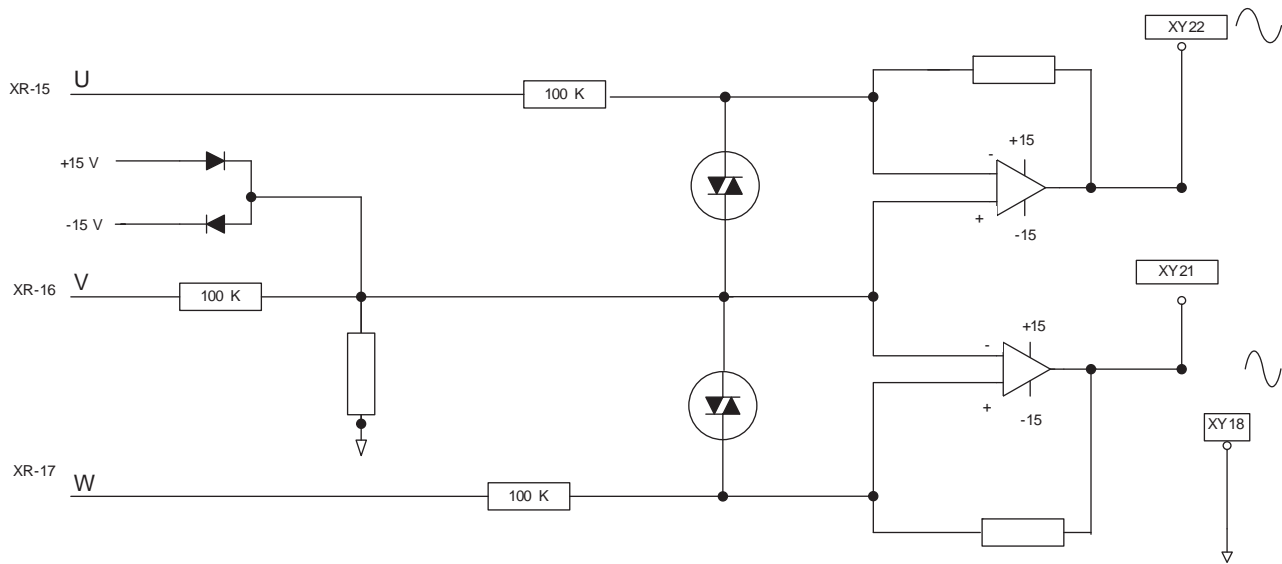 XY22
U
XR-15
100 K
+15 V
+15
-
+
-15
-15 V
XY21
V
XR-16
100 K
+15
-
+
-15
XY18
XR-17
W
100 K